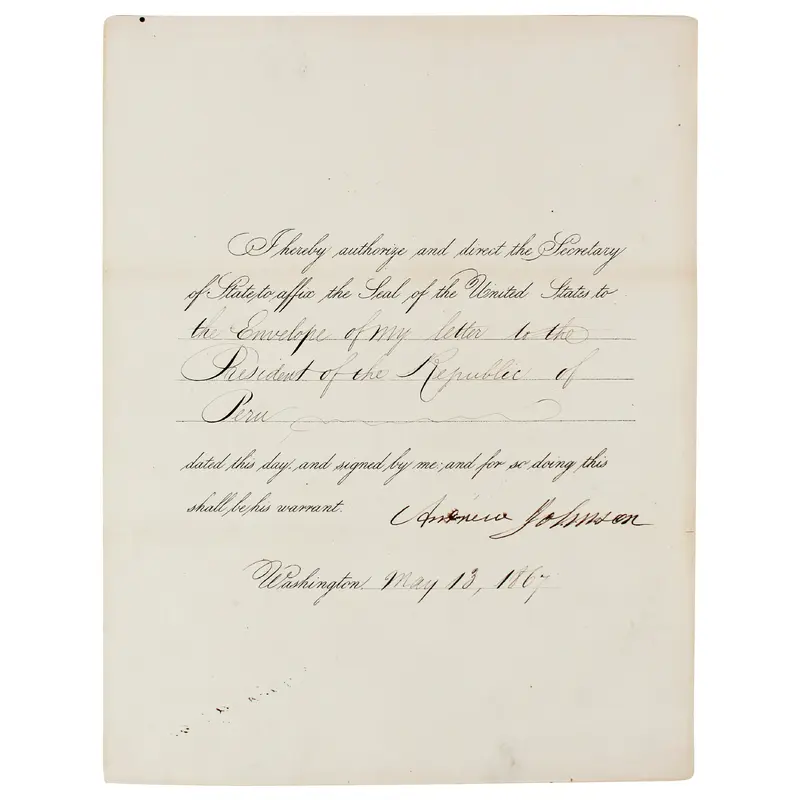 I hereby authorize and direct the Secretary
of State to affix the Seal of the United States to
the Envelope of my letter to the
President of the Republic of
Peru
dated this day, and signed by me; and for so doing this
shall be his warrant.
Andrew Johnson
Washington May 13, 1867